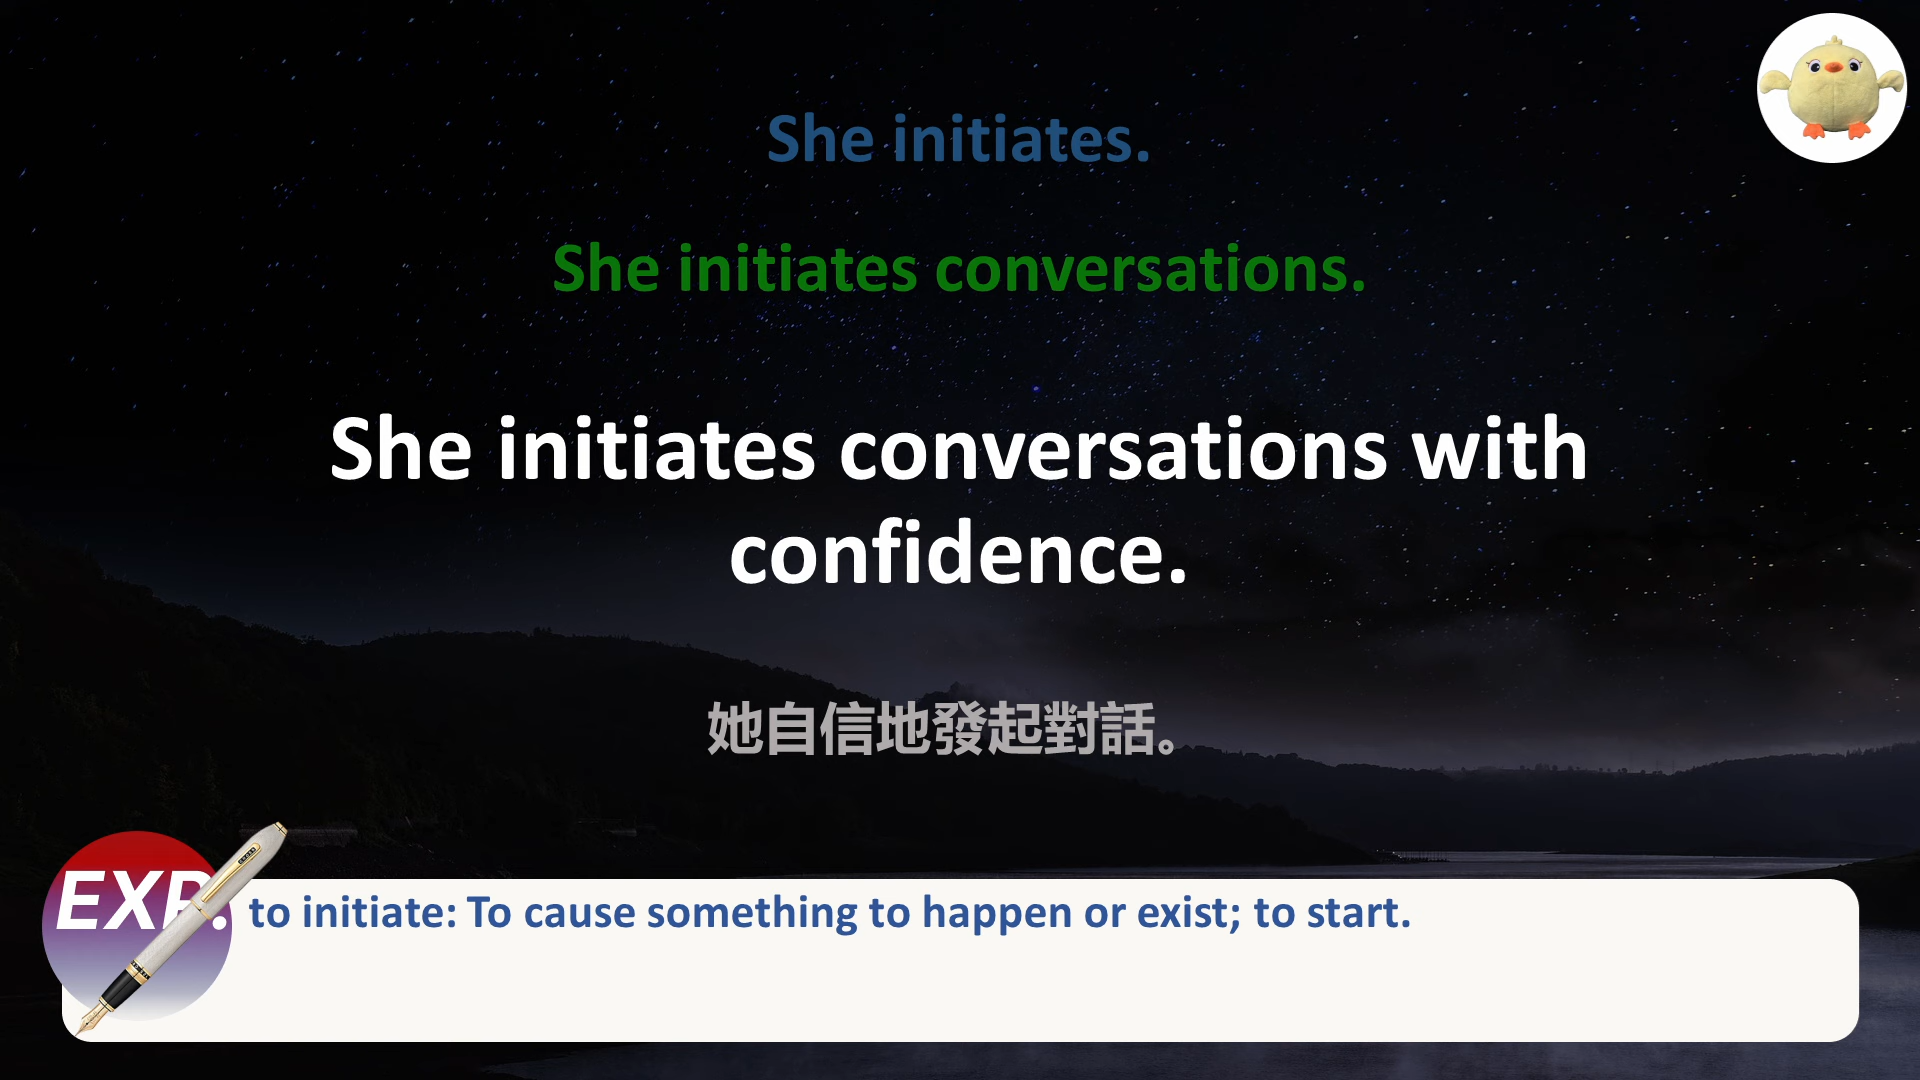 She initiates.
She initiates conversations.
She initiates conversations with
confidence.
她自信地發起對話。
EXP.
to initiate: To cause something to happen or exist; to start.